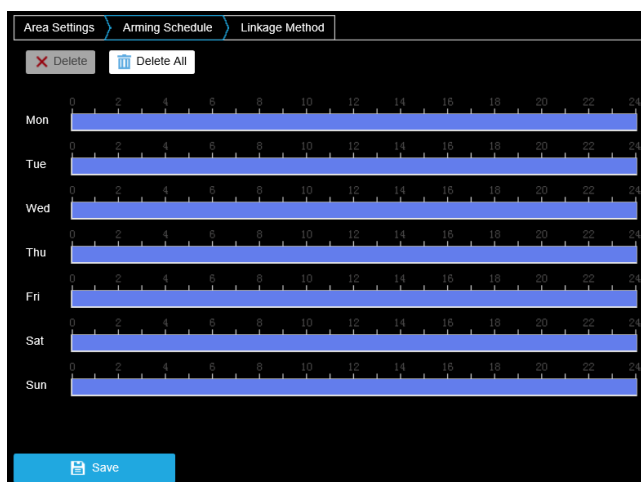 Area Settings Arming Schedule Linkage Method
Delete Delete All
0 2 4 6 8 10 12 14 16 18 20 22 24
Mon
0 2 4 6 8 10 12 14 16 18 20 22 24
Tue
0 2 4 6 8 10 12 14 16 18 20 22 24
Wed
0 2 4 6 8 10 12 14 16 18 20 22 24
Thu
0 2 4 6 8 10 12 14 16 18 20 22 24
Fri
0 2 4 6 8 10 12 14 16 18 20 22 24
Sat
0 2 4 6 8 10 12 14 16 18 20 22 24
Sun
Save